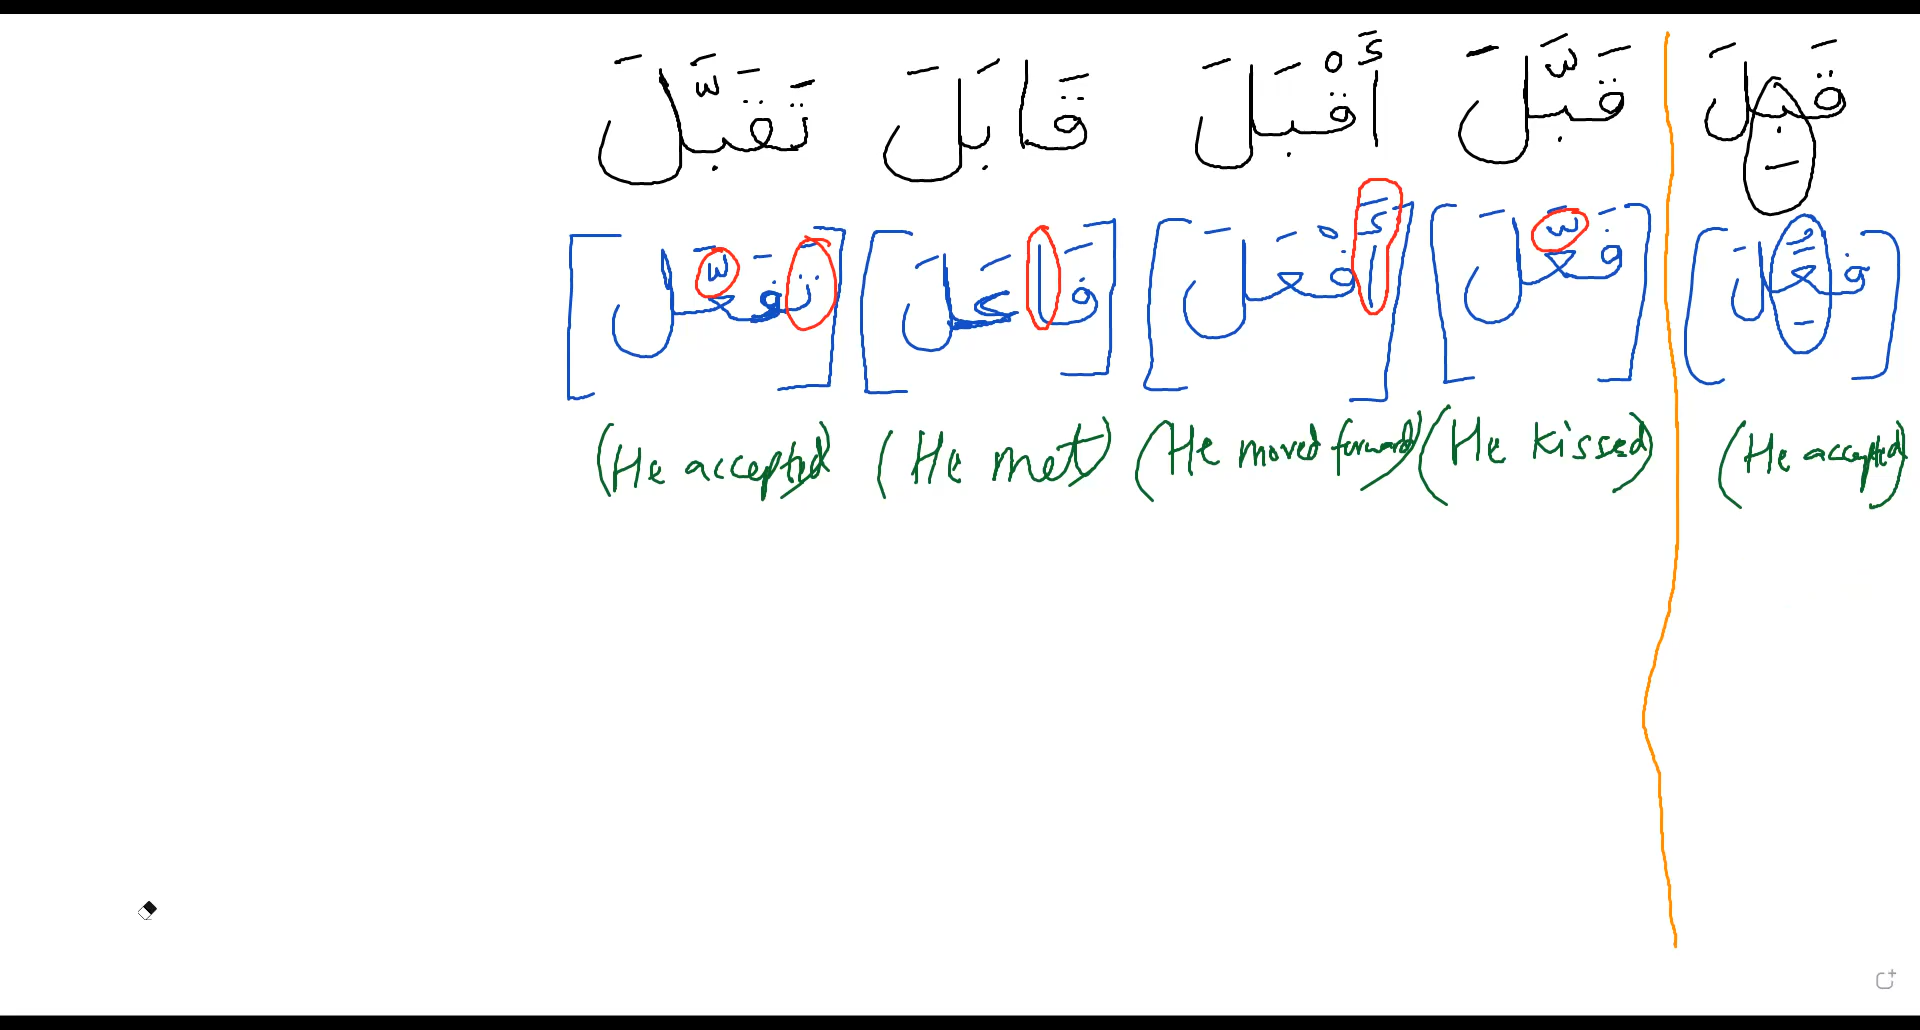 قَبِلَ قَبَّلَ أَقْبَلَ قَابَلَ تَقَبَّلَ
(فَعَُِلَ) [فَعَّلَ] [أَفْعَلَ] [فَاعَلَ] [تَفَعَّلَ]
(He accepted) (He met) (He moved forward) (He kissed) (He accepted)